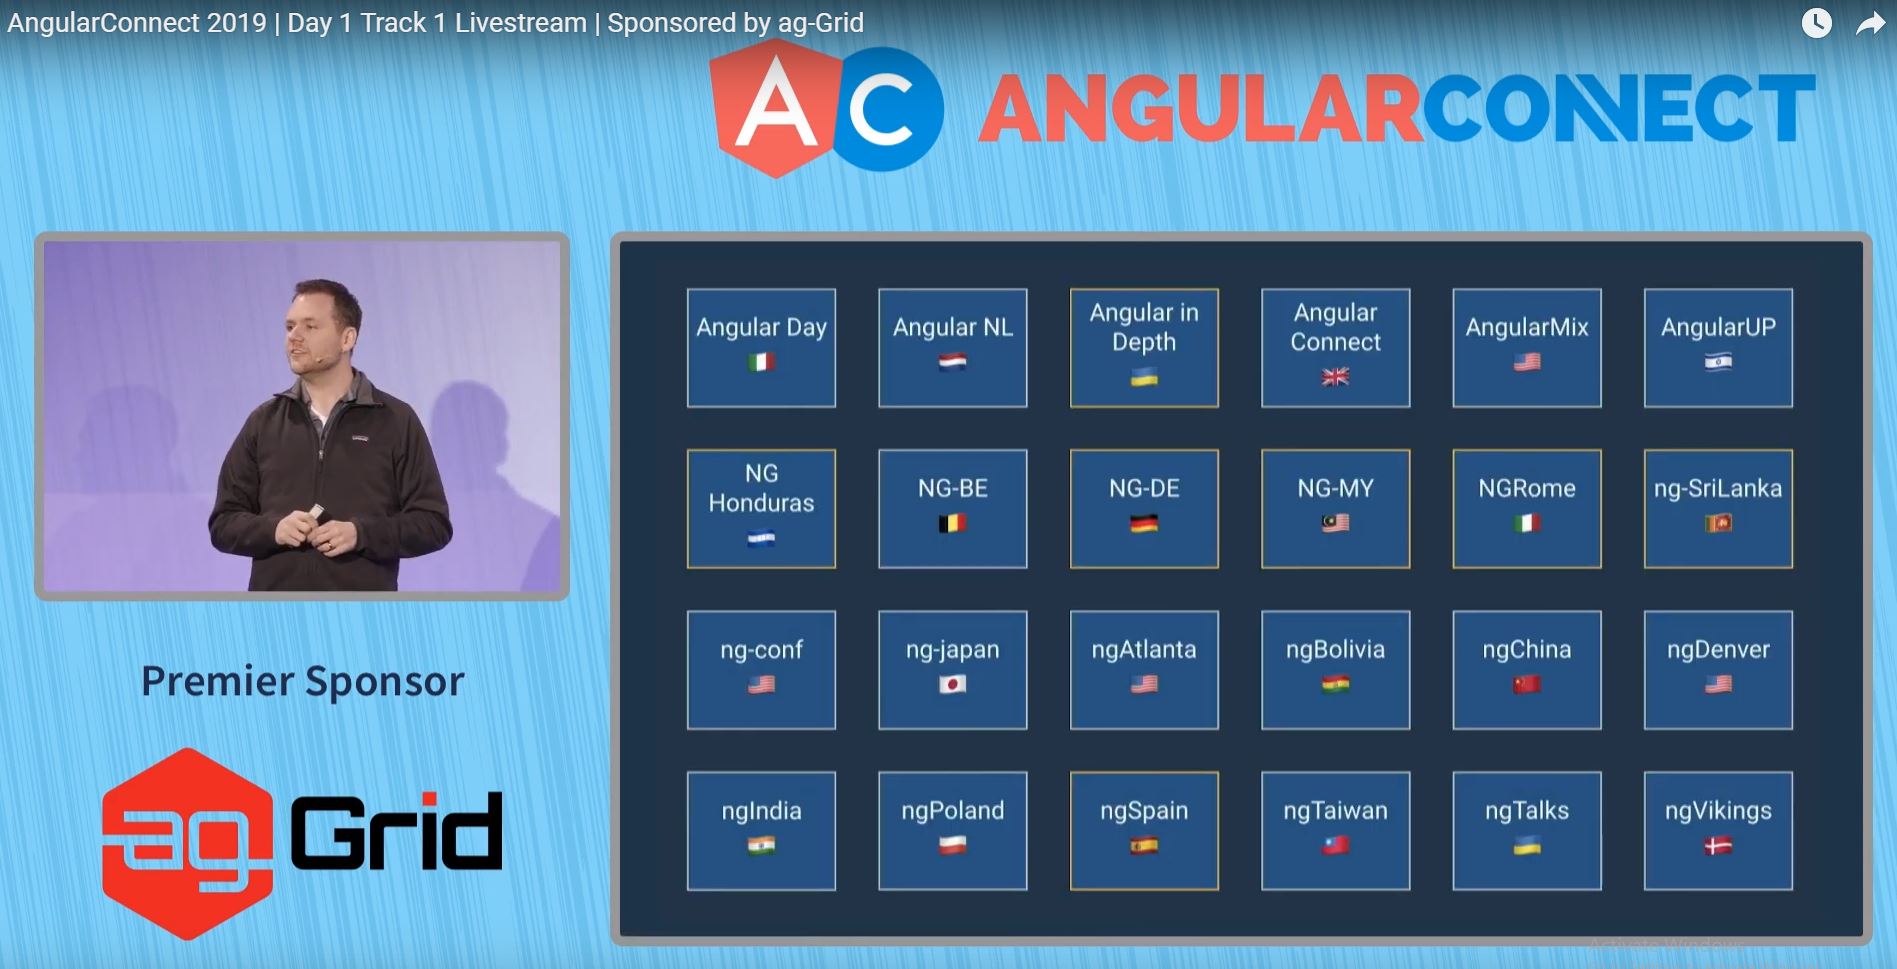 AngularConnect 2019 | Day 1 Track 1 Livestream | Sponsored by ag-Grid
AC ANGULARCONNECT
Angular Day
Angular NL
Angular in
Depth
Angular
Connect
AngularMix
AngularUP
NG
Honduras
NG-BE
NG-DE
NG-MY
NGRome
ng-SriLanka
ng-conf
ng-japan
ngAtlanta
ngBolivia
ngChina
ngDenver
ngIndia
ngPoland
ngSpain
ngTaiwan
ngTalks
ngVikings
Premier Sponsor
ag Grid
Activate Windows